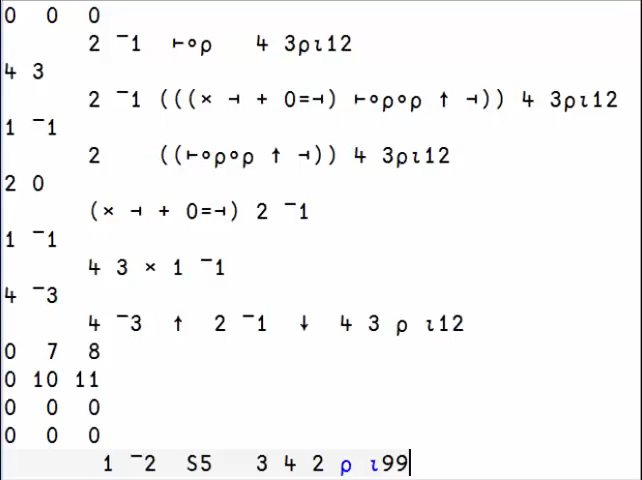 0 0 0
2 ¯1 ⊢∘⍴ 4 3⍴⍳12
4 3
2 ¯1 (((× ⊣ + 0=⊣) ⊢∘⍴∘⍴ ↑ ⊣)) 4 3⍴⍳12
1 ¯1
2 ((⊢∘⍴∘⍴ ↑ ⊣)) 4 3⍴⍳12
2 0
(× ⊣ + 0=⊣) 2 ¯1
1 ¯1
4 3 × 1 ¯1
4 ¯3
4 ¯3 ↑ 2 ¯1 ↓ 4 3 ⍴ ⍳12
0 7 8
0 10 11
0 0 0
0 0 0
1 ¯2 S5 3 4 2 ⍴ ⍳99